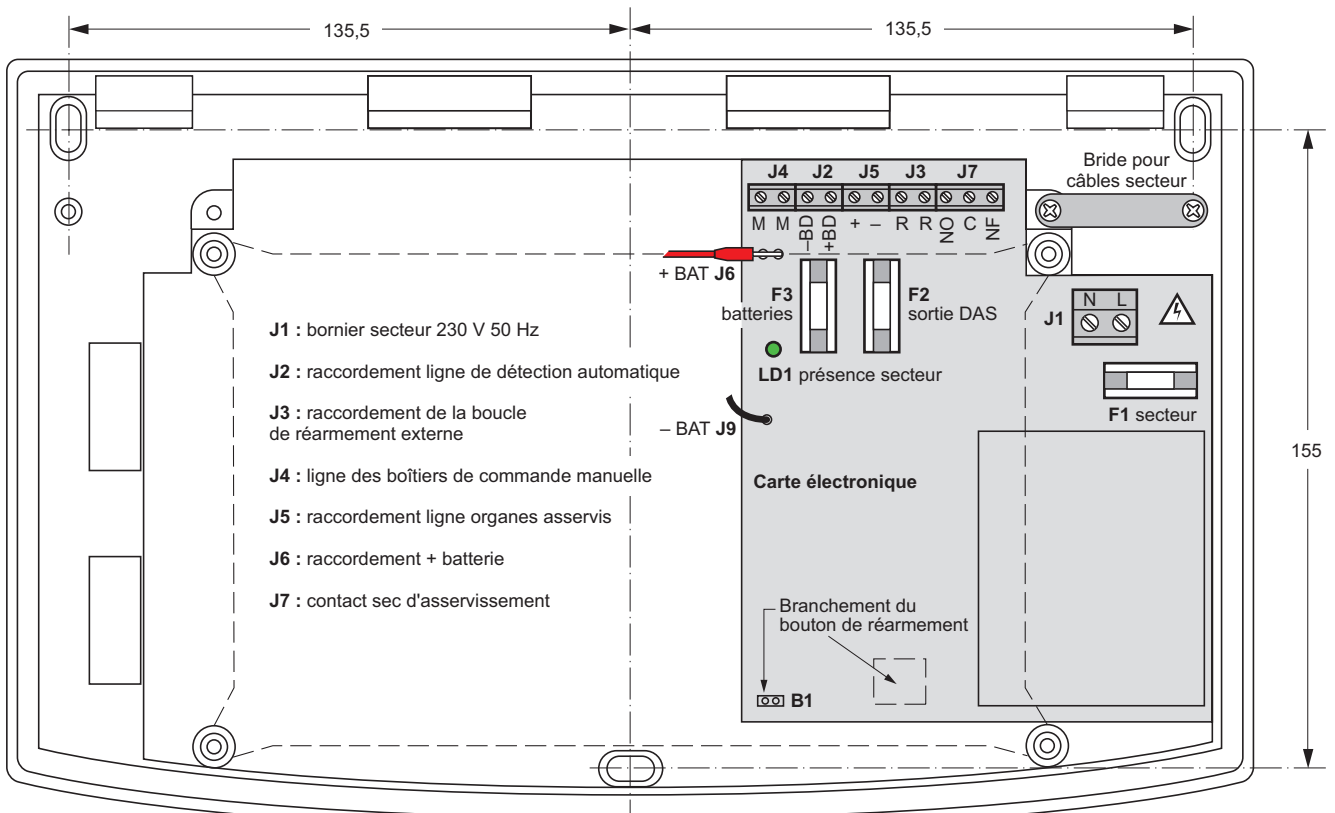 135,5
135,5
Bride pour
câbles secteur
J4 J2 J5 J3 J7
M M –BD +BD + – R R NO C NF
+ BAT J6
F3
batteries
F2
sortie DAS
J1
N L
LD1 présence secteur
F1 secteur
– BAT J9
155
Carte électronique
J1 : bornier secteur 230 V 50 Hz
J2 : raccordement ligne de détection automatique
J3 : raccordement de la boucle
de réarmement externe
J4 : ligne des boîtiers de commande manuelle
J5 : raccordement ligne organes asservis
J6 : raccordement + batterie
J7 : contact sec d'asservissement
Branchement du
bouton de réarmement
B1